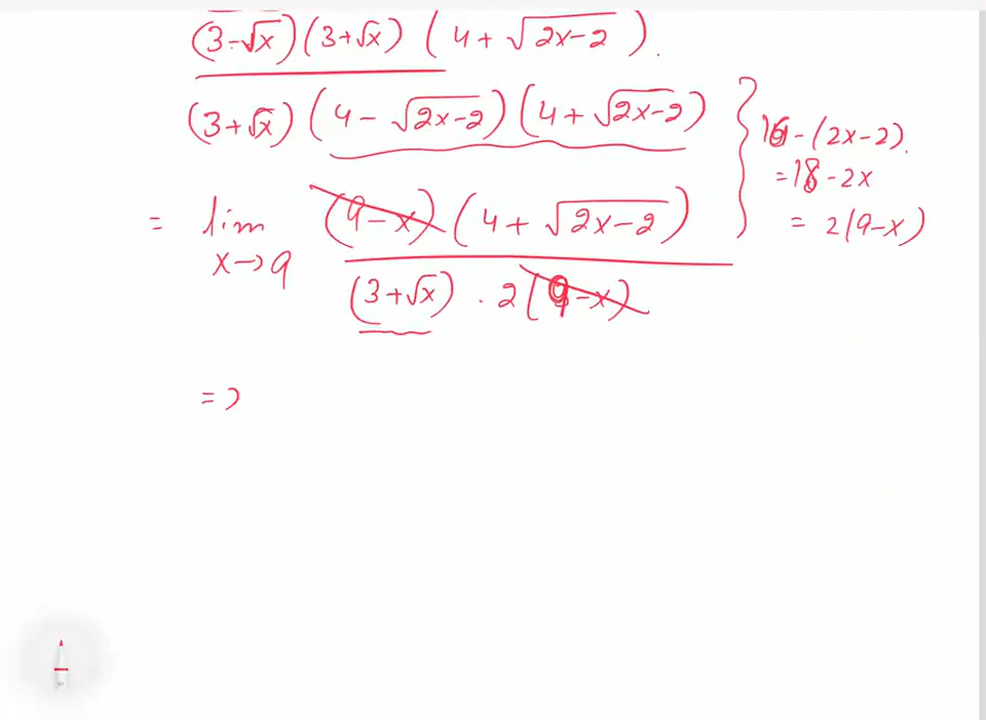 (3-√x)(3+√x) (4+√2x-2).
(3+√x) (4-√2x-2)(4+√2x-2)
16-(2x-2).
=18-2x
= 2(9-x)
= lim x→9 (9-x)(4+√2x-2)
(3+√x) . 2(9-x)
=>